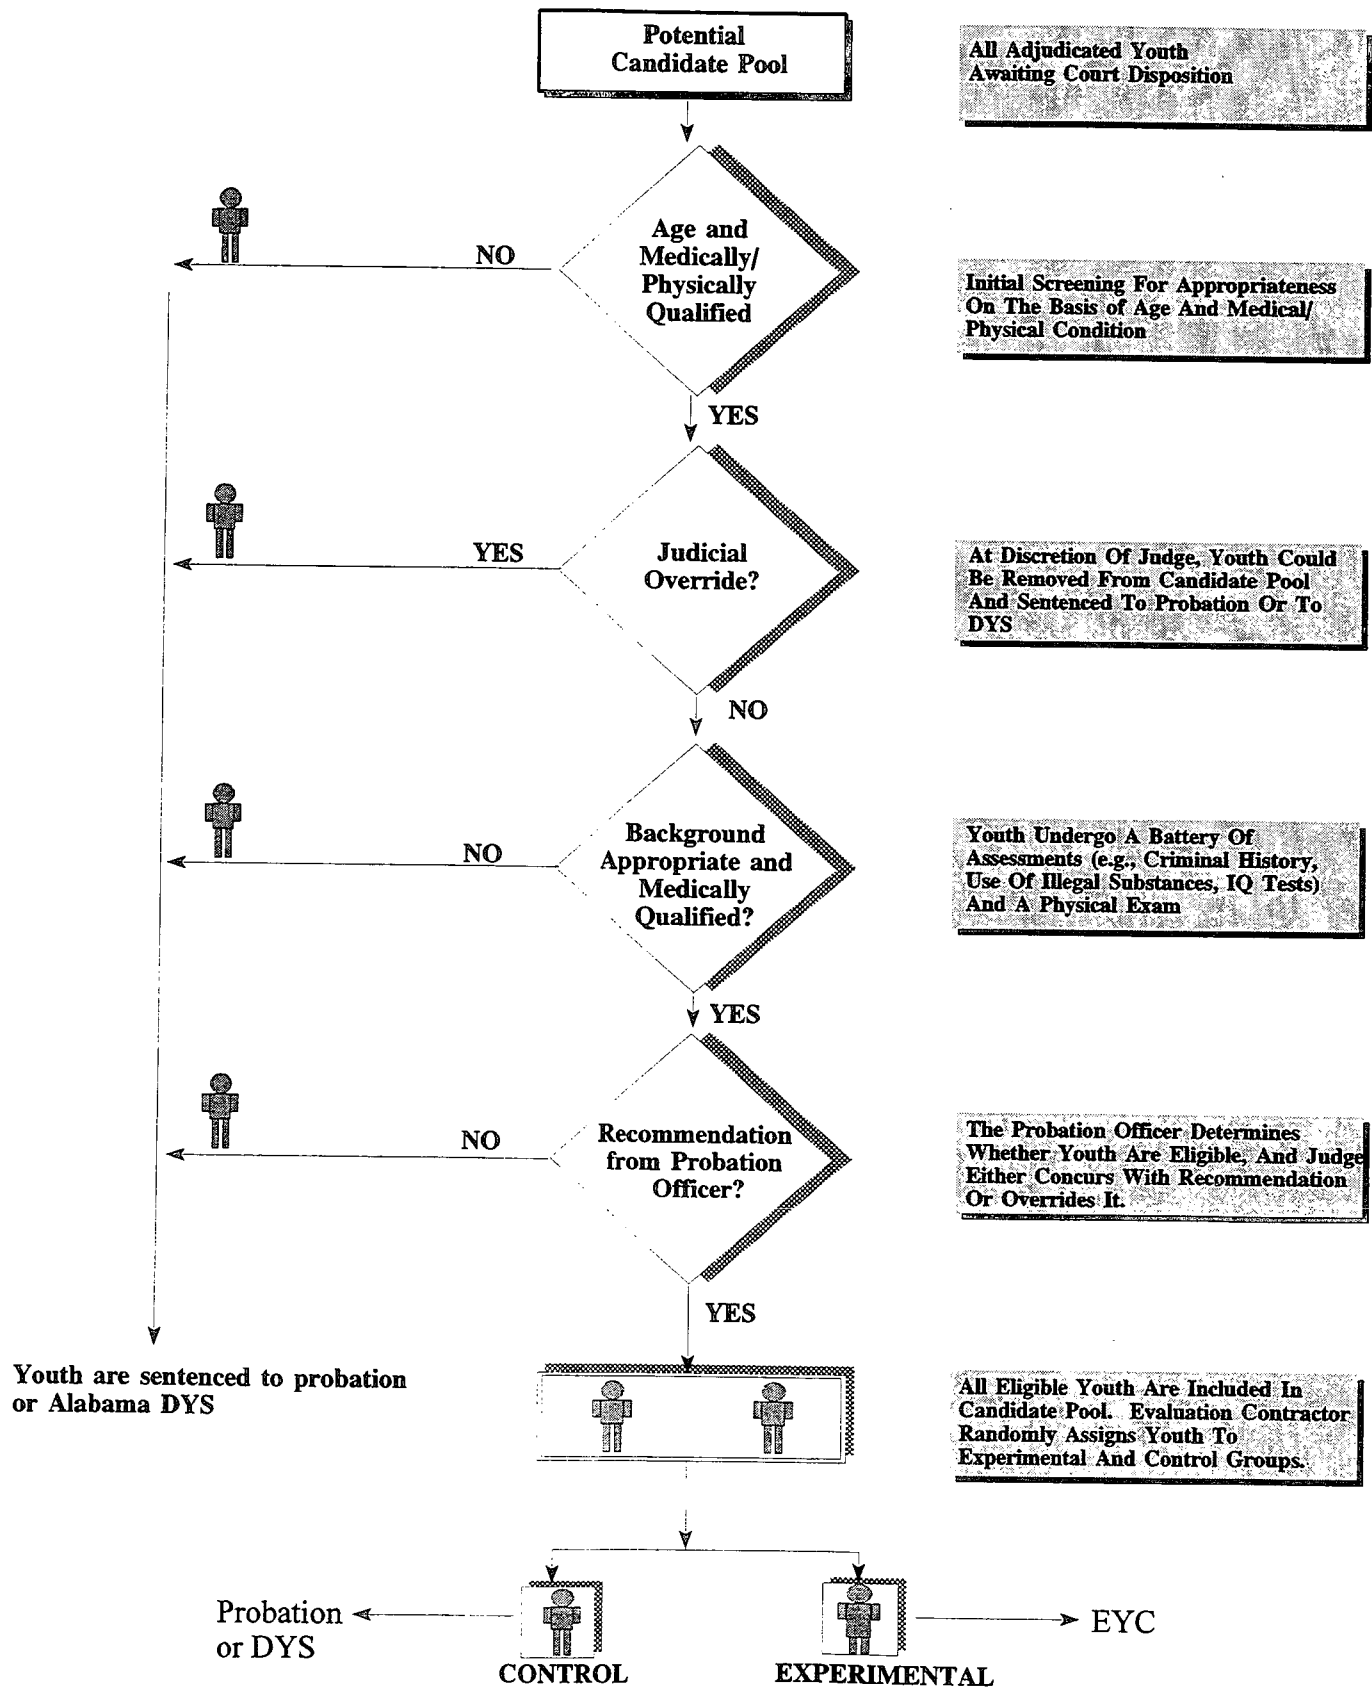 Potential
Candidate Pool
All Adjudicated Youth
Awaiting Court Disposition
Age and
Medically/
Physically
Qualified
NO
Initial Screening For Appropriateness
On The Basis of Age And Medical/
Physical Condition
YES
Judicial
Override?
YES
At Discretion Of Judge, Youth Could
Be Removed From Candidate Pool
And Sentenced To Probation Or To
DYS
NO
Background
Appropriate and
Medically
Qualified?
NO
Youth Undergo A Battery Of
Assessments (e.g., Criminal History,
Use Of Illegal Substances, IQ Tests)
And A Physical Exam
YES
Recommendation
from Probation
Officer?
NO
The Probation Officer Determines
Whether Youth Are Eligible, And Judge
Either Concurs With Recommendation
Or Overrides It.
YES
Youth are sentenced to probation
or Alabama DYS
All Eligible Youth Are Included In
Candidate Pool. Evaluation Contractor
Randomly Assigns Youth To
Experimental And Control Groups.
Probation
or DYS
CONTROL
EXPERIMENTAL
EYC